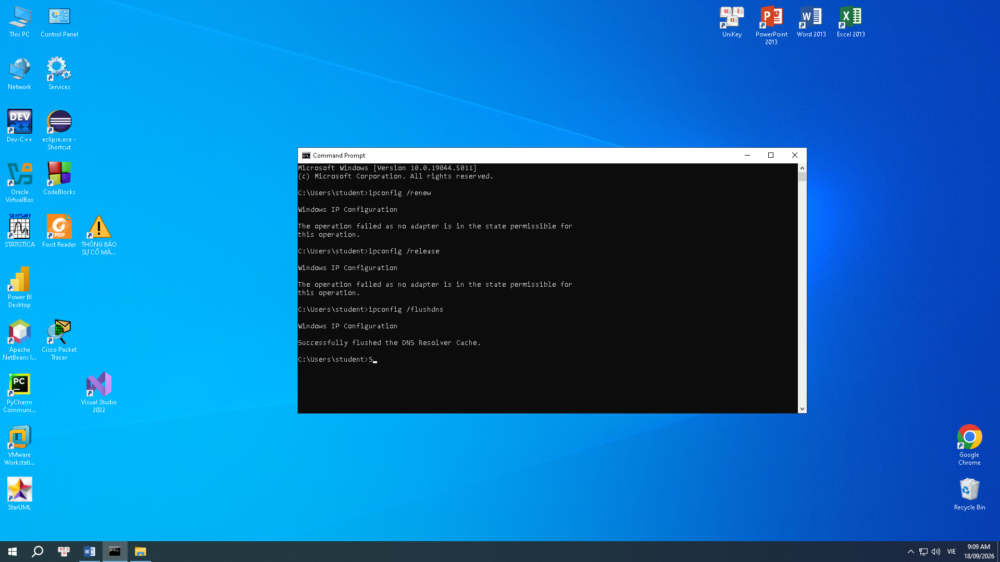 This PC
Control Panel
UniKey
PowerPoint
2013
Word 2013
Excel 2013
Network
Services
DEV
C++
Dev-C++
eclipse.exe -
Shortcut
Oracle
VirtualBox
CodeBlocks
StatSoft
STATISTICA
PDF
Foxit Reader
THÔNG BÁO
SỰ CỐ MÁ...
Power BI
Desktop
Apache
NetBeans I...
Cisco Packet
Tracer
PC
PyCharm
Communi...
Visual Studio
2022
VMware
Workstati...
StarUML
Command Prompt
Microsoft Windows [Version 10.0.19044.5011]
(c) Microsoft Corporation. All rights reserved.
C:\Users\student>ipconfig /renew
Windows IP Configuration
The operation failed as no adapter is in the state permissible for
this operation.
C:\Users\student>ipconfig /release
Windows IP Configuration
The operation failed as no adapter is in the state permissible for
this operation.
C:\Users\student>ipconfig /flushdns
Windows IP Configuration
Successfully flushed the DNS Resolver Cache.
C:\Users\student>S
Google
Chrome
Recycle Bin
VIE
9:09 AM
18/09/2026